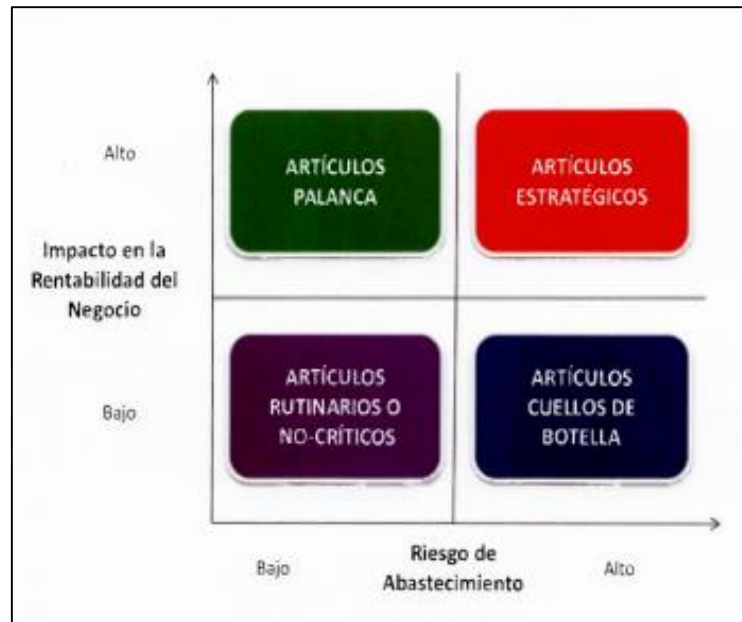 Alto
ARTÍCULOS
PALANCA
ARTÍCULOS
ESTRATÉGICOS
Impacto en la
Rentabilidad del
Negocio
Bajo
ARTÍCULOS
RUTINARIOS O
NO-CRÍTICOS
ARTÍCULOS
CUELLOS DE
BOTELLA
Bajo
Riesgo de
Abastecimiento
Alto